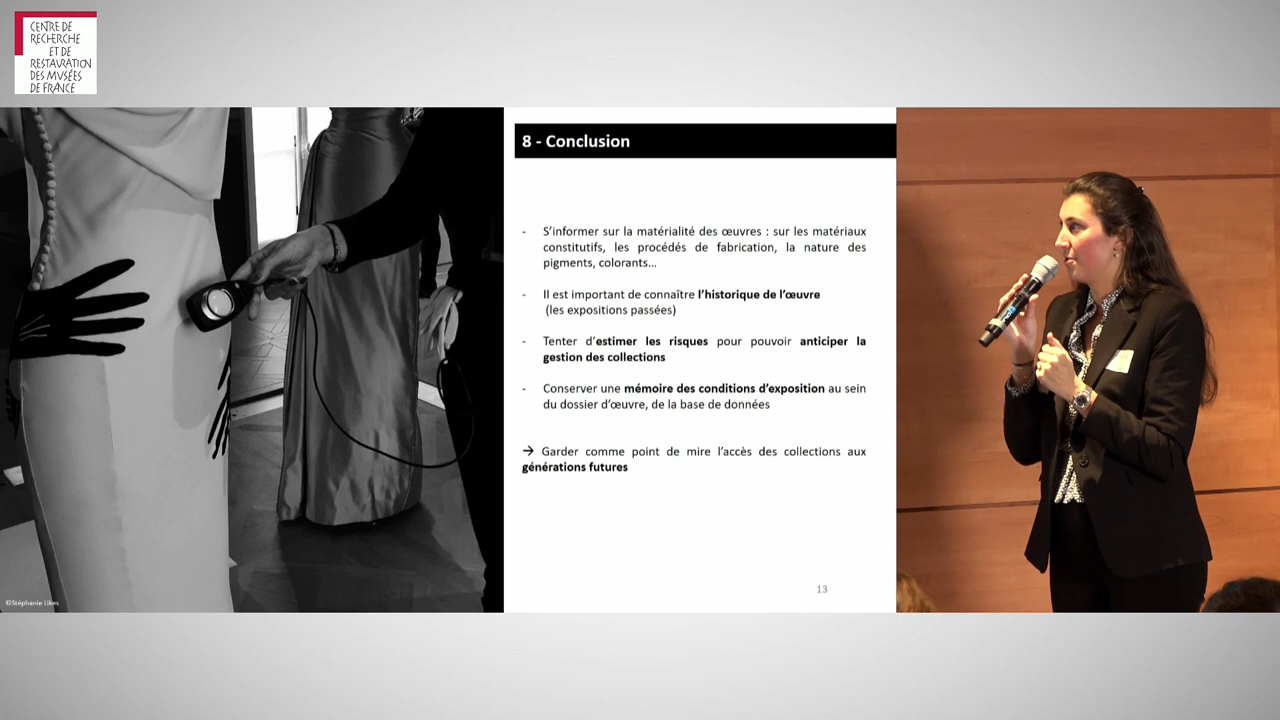 CENTRE DE
RECHERCHE
ET DE
RESTAURATION
DES MUSÉES
DE FRANCE
8 - Conclusion
- S’informer sur la matérialité des œuvres : sur les matériaux
constitutifs, les procédés de fabrication, la nature des
pigments, colorants…
- Il est important de connaître l’historique de l’œuvre
(les expositions passées)
- Tenter d’estimer les risques pour pouvoir anticiper la
gestion des collections
- Conserver une mémoire des conditions d’exposition au sein
du dossier d’œuvre, de la base de données
→ Garder comme point de mire l’accès des collections aux
générations futures
13
©Stéphanie